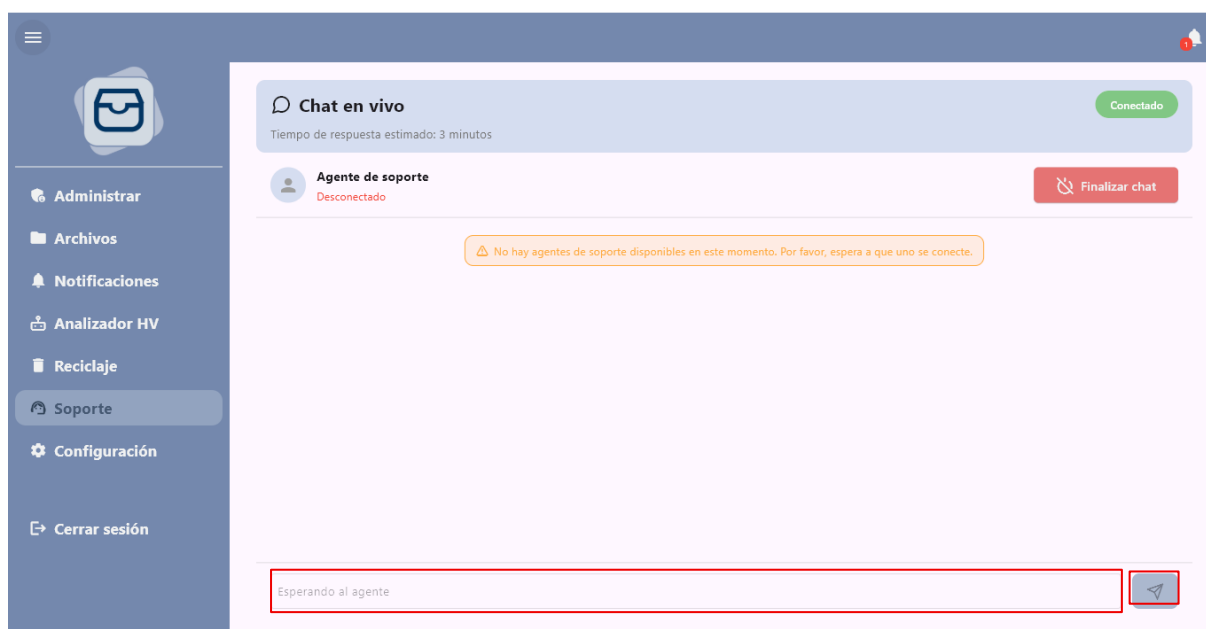 1
Chat en vivo
Conectado
Tiempo de respuesta estimado: 3 minutos
Agente de soporte
Desconectado
Finalizar chat
No hay agentes de soporte disponibles en este momento. Por favor, espera a que uno se conecte.
Administrar
Archivos
Notificaciones
Analizador HV
Reciclaje
Soporte
Configuración
Cerrar sesión
Esperando al agente